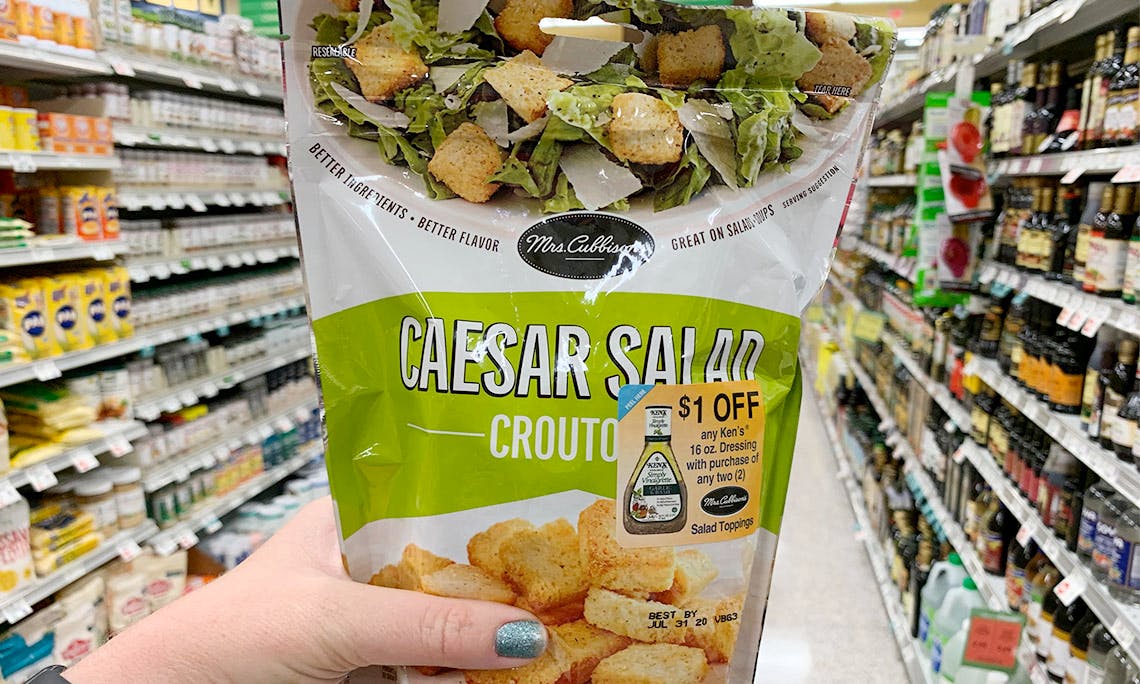 RESEALABLE
TEAR HERE
BETTER INGREDIENTS • BETTER FLAVOR
Mrs. Cubbison
GREAT ON SALADS SOUPS
SERVING SUGGESTION
CAESAR SALAD
CROUTO
PEEL HERE
$1 OFF
any Ken's®
16 oz. Dressing
with purchase of
any two (2)
Mrs. Cubbison's
Salad Toppings
KEN'S
Simply
Vinaigrette
BEST BY
JUL 31 20 VBG3